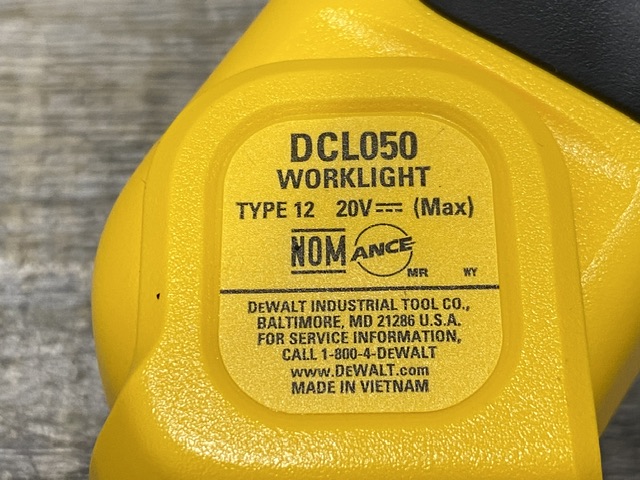 DCL050
WORKLIGHT
TYPE 12 20V⎓ (Max)
NOM ANCE
MR WY
DEWALT INDUSTRIAL TOOL CO.,
BALTIMORE, MD 21286 U.S.A.
FOR SERVICE INFORMATION,
CALL 1-800-4-DEWALT
www.DEWALT.com
MADE IN VIETNAM